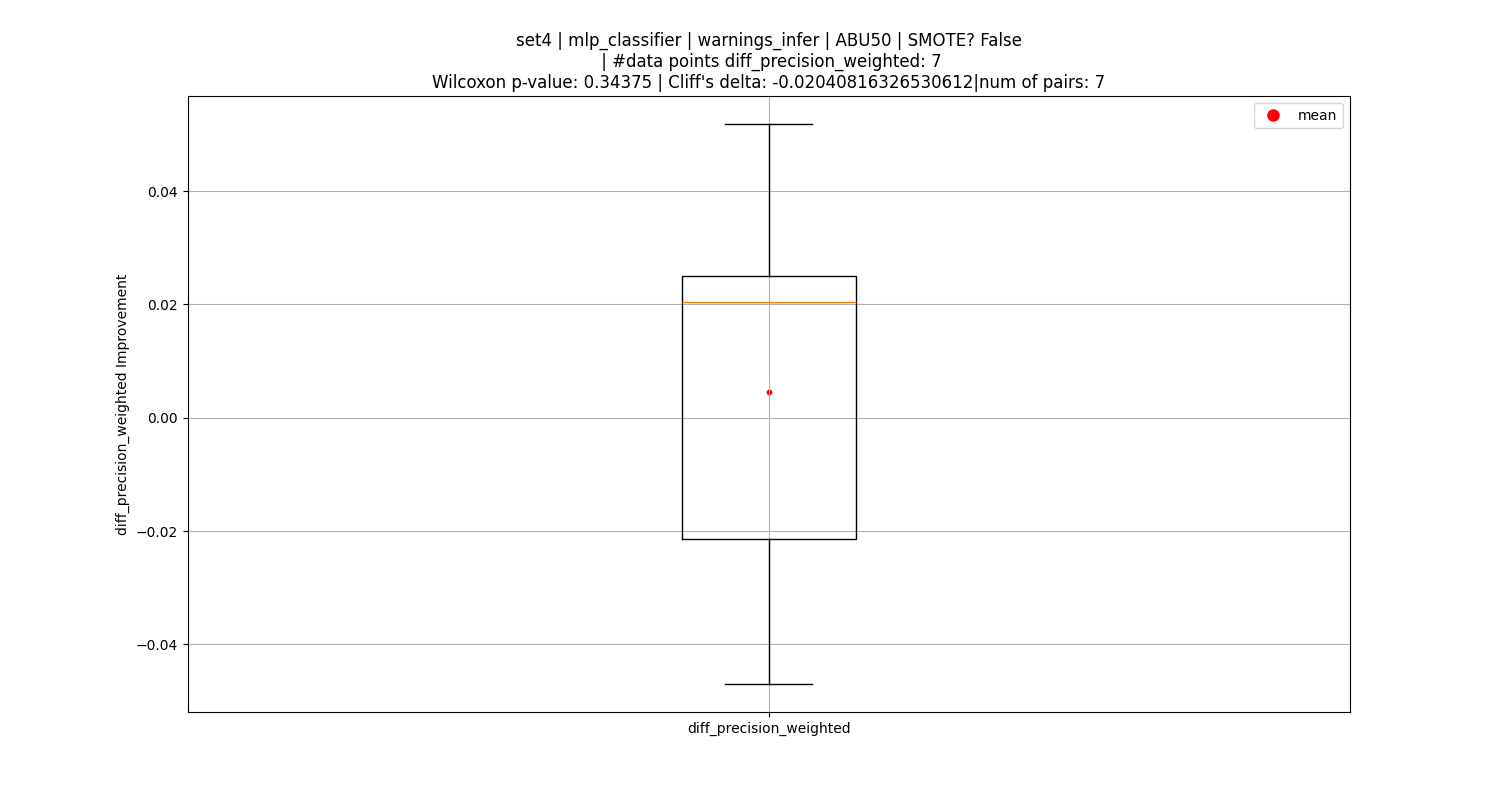 set4 | mlp_classifier | warnings_infer | ABU50 | SMOTE? False
| #data points diff_precision_weighted: 7
Wilcoxon p-value: 0.34375 | Cliff's delta: -0.02040816326530612|num of pairs: 7
mean
0.04
0.02
0.00
−0.02
−0.04
diff_precision_weighted Improvement
diff_precision_weighted